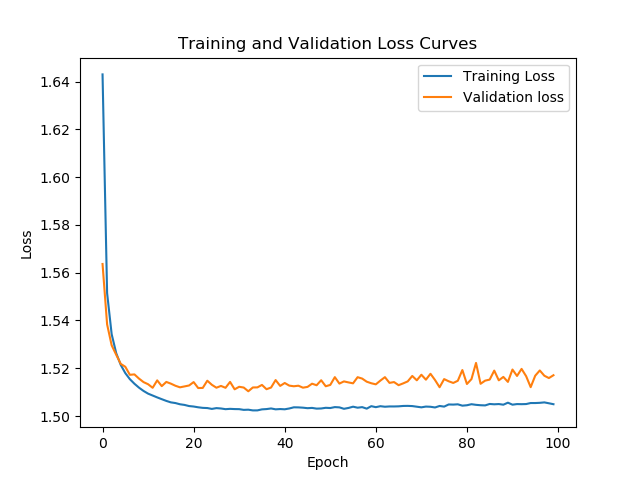 Training and Validation Loss Curves
Training Loss
Validation loss
1.64
1.62
1.60
1.58
1.56
1.54
1.52
1.50
Loss
0
20
40
60
80
100
Epoch